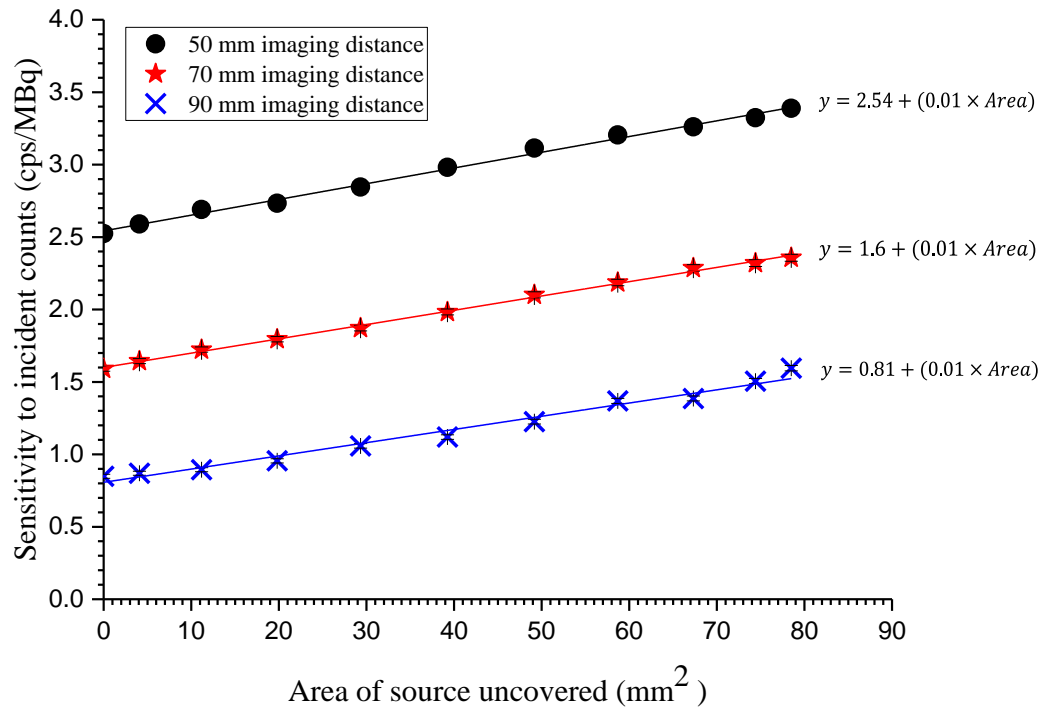 4.0
3.5
3.0
2.5
2.0
1.5
1.0
0.5
0.0
Sensitivity to incident counts (cps/MBq)
50 mm imaging distance
70 mm imaging distance
90 mm imaging distance
y = 2.54 + (0.01 × Area)
y = 1.6 + (0.01 × Area)
y = 0.81 + (0.01 × Area)
0 10 20 30 40 50 60 70 80 90
Area of source uncovered (mm² )